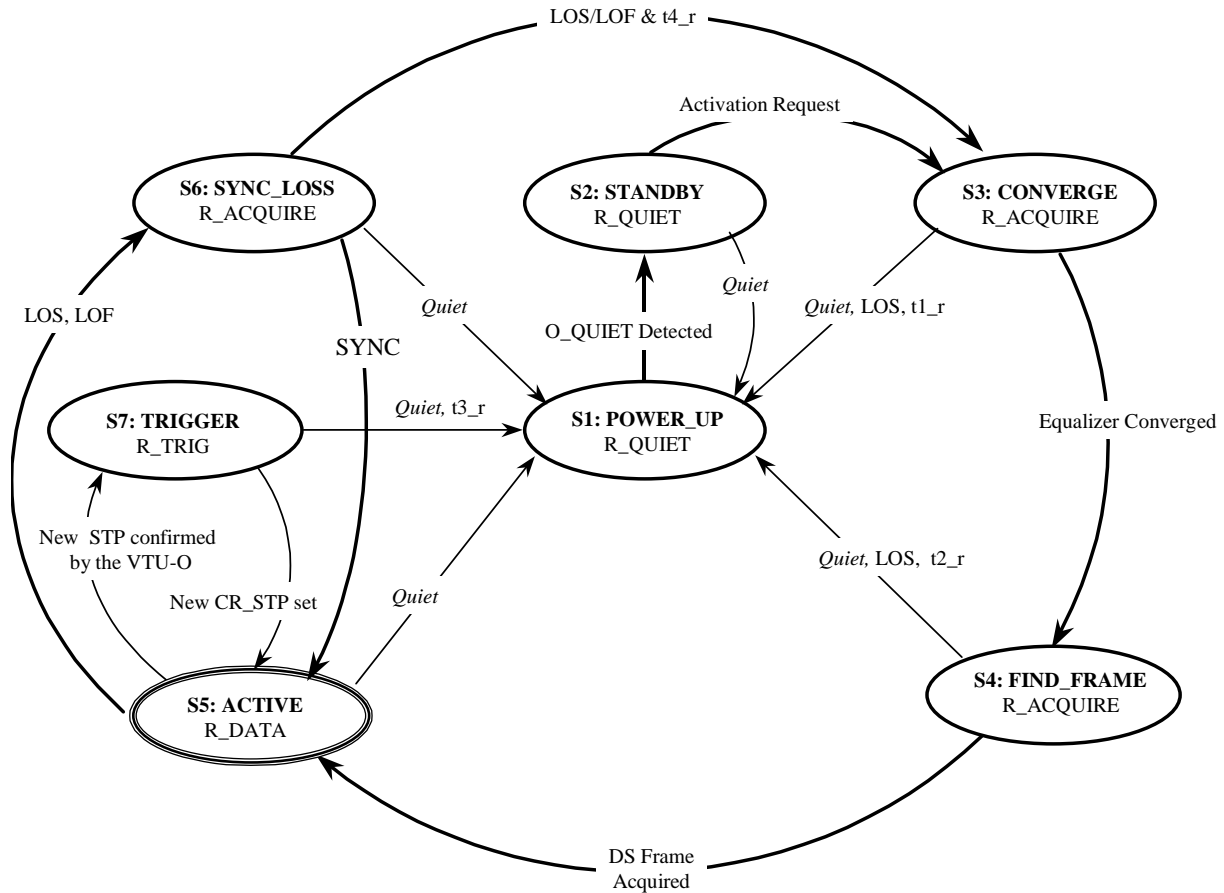 LOS/LOF & t4_r
Activation Request
S6: SYNC_LOSS
R_ACQUIRE
S2: STANDBY
R_QUIET
S3: CONVERGE
R_ACQUIRE
LOS, LOF
Quiet
Quiet
Quiet, LOS, t1_r
O_QUIET Detected
SYNC
S7: TRIGGER
R_TRIG
Quiet, t3_r
S1: POWER_UP
R_QUIET
Equalizer Converged
New STP confirmed
by the VTU-O
Quiet, LOS, t2_r
New CR_STP set
Quiet
S5: ACTIVE
R_DATA
S4: FIND_FRAME
R_ACQUIRE
DS Frame
Acquired